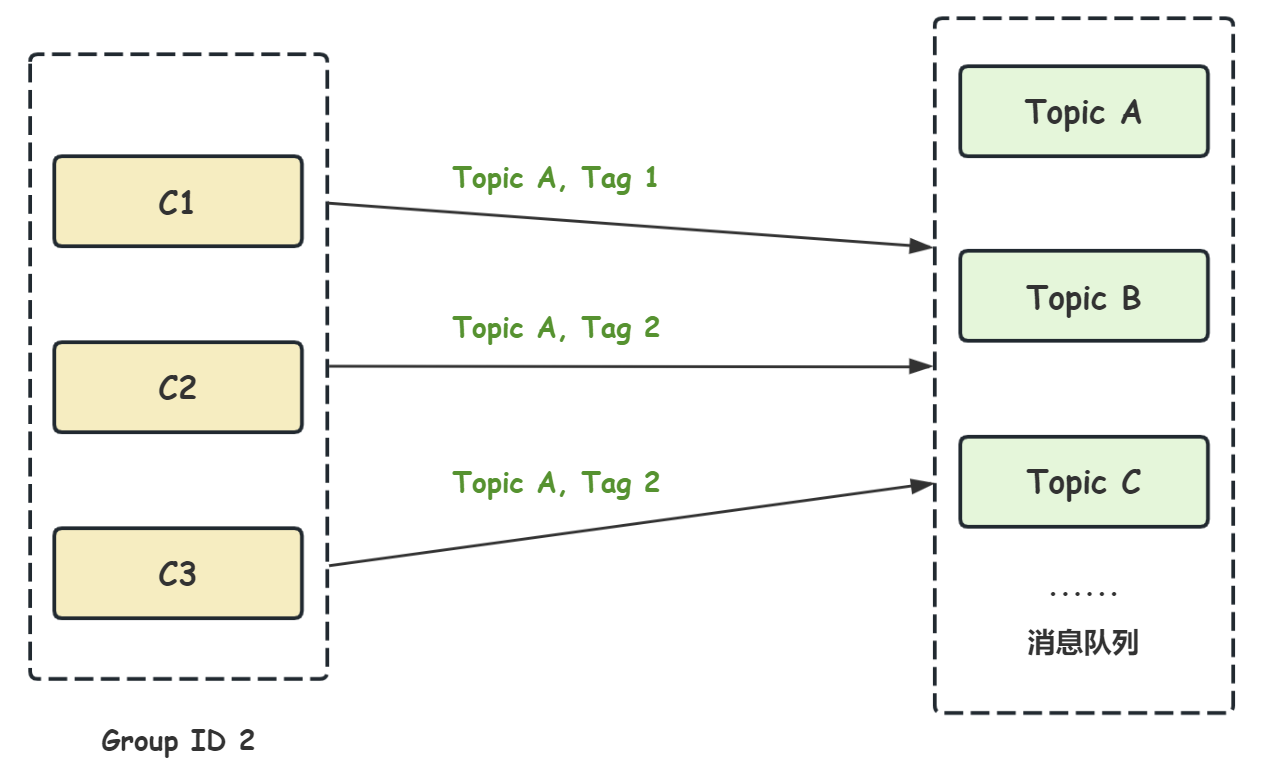 C1
C2
C3
Group ID 2
Topic A, Tag 1
Topic A, Tag 2
Topic A, Tag 2
Topic A
Topic B
Topic C
······
消息队列